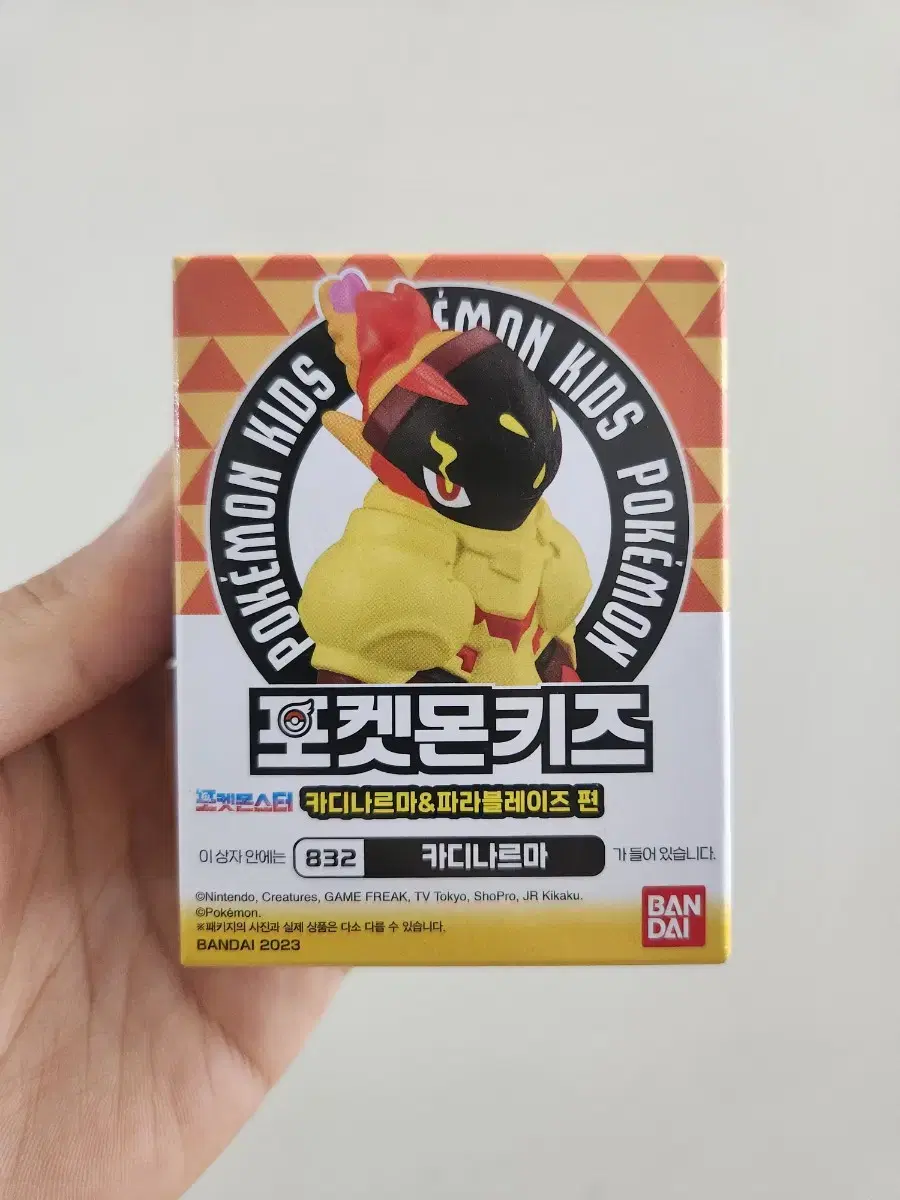 POKÉMON KIDS POKÉMON KIDS POKÉMON
포켓몬키즈
포켓몬스터 카디나르마&파라블레이즈 편
이 상자 안에는 832 카디나르마 가 들어 있습니다.
©Nintendo, Creatures, GAME FREAK, TV Tokyo, ShoPro, JR Kikaku.
©Pokémon.
※패키지의 사진과 실제 상품은 다소 다를 수 있습니다.
BANDAI 2023
BAN
DAI